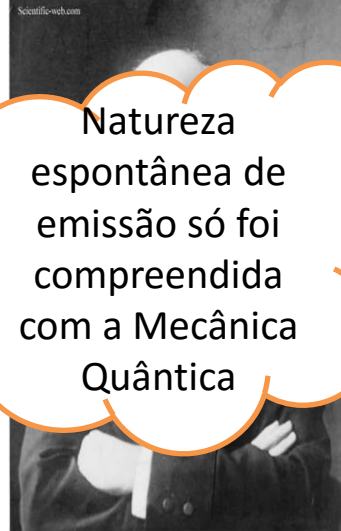 Scientific-web.com
Natureza
espontânea de
emissão só foi
compreendida
com a Mecânica
Quântica